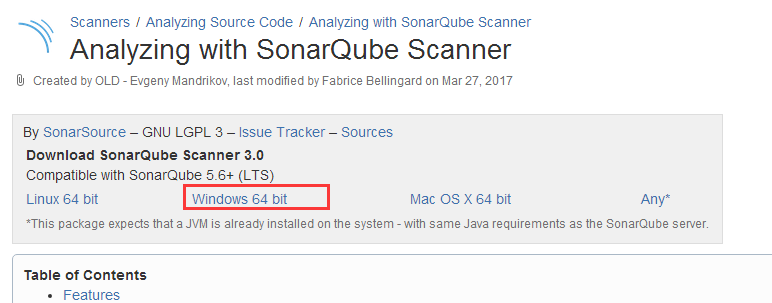 Scanners / Analyzing Source Code / Analyzing with SonarQube Scanner
Analyzing with SonarQube Scanner
Created by OLD - Evgeny Mandrikov, last modified by Fabrice Bellingard on Mar 27, 2017
By SonarSource – GNU LGPL 3 – Issue Tracker – Sources
Download SonarQube Scanner 3.0
Compatible with SonarQube 5.6+ (LTS)
Linux 64 bit Windows 64 bit Mac OS X 64 bit Any*
*This package expects that a JVM is already installed on the system - with same Java requirements as the SonarQube server.
Table of Contents
• Features